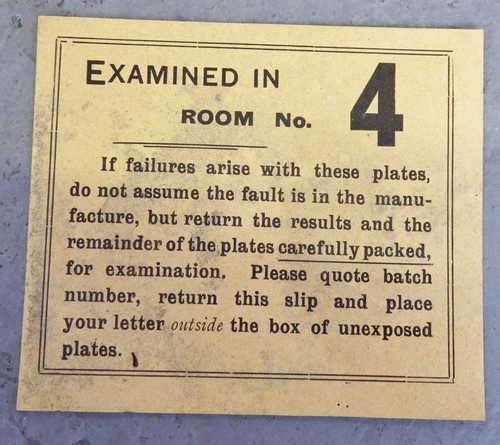 EXAMINED IN
ROOM No. 4
If failures arise with these plates,
do not assume the fault is in the manu-
facture, but return the results and the
remainder of the plates carefully packed,
for examination. Please quote batch
number, return this slip and place
your letter outside the box of unexposed
plates.